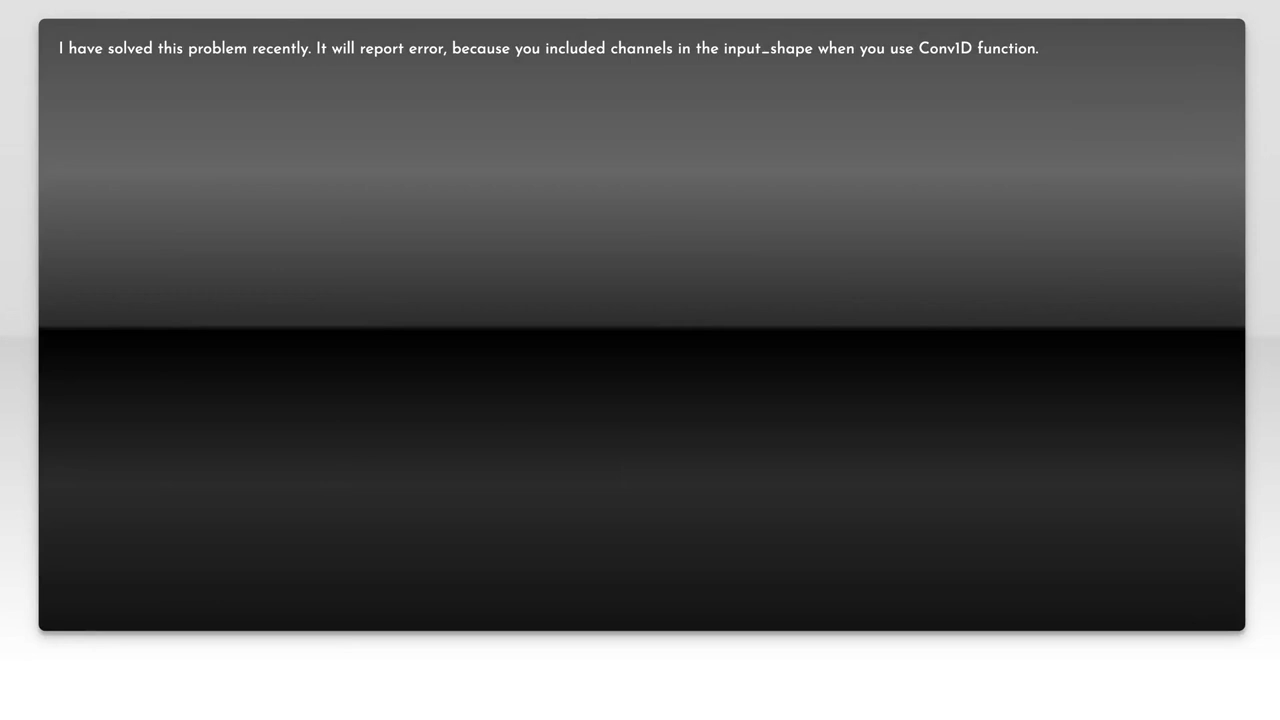 I have solved this problem recently. It will report error, because you included channels in the input_shape when you use Conv1D function.